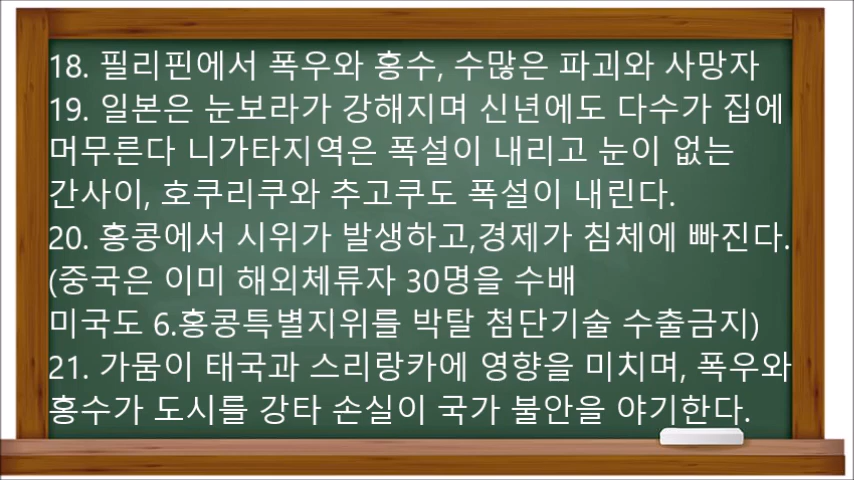 18. 필리핀에서 폭우와 홍수, 수많은 파괴와 사망자
19. 일본은 눈보라가 강해지며 신년에도 다수가 집에
머무른다 니가타지역은 폭설이 내리고 눈이 없는
간사이, 호쿠리쿠와 추고쿠도 폭설이 내린다.
20. 홍콩에서 시위가 발생하고,경제가 침체에 빠진다.
(중국은 이미 해외체류자 30명을 수배
미국도 6.홍콩특별지위를 박탈 첨단기술 수출금지)
21. 가뭄이 태국과 스리랑카에 영향을 미치며, 폭우와
홍수가 도시를 강타 손실이 국가 불안을 야기한다.